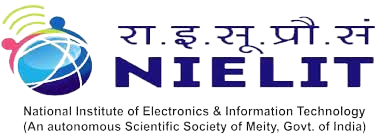 रा.इ.सू.प्रौ.सं
NIELIT
National Institute of Electronics & Information Technology
(An autonomous Scientific Society of Meity, Govt. of India)